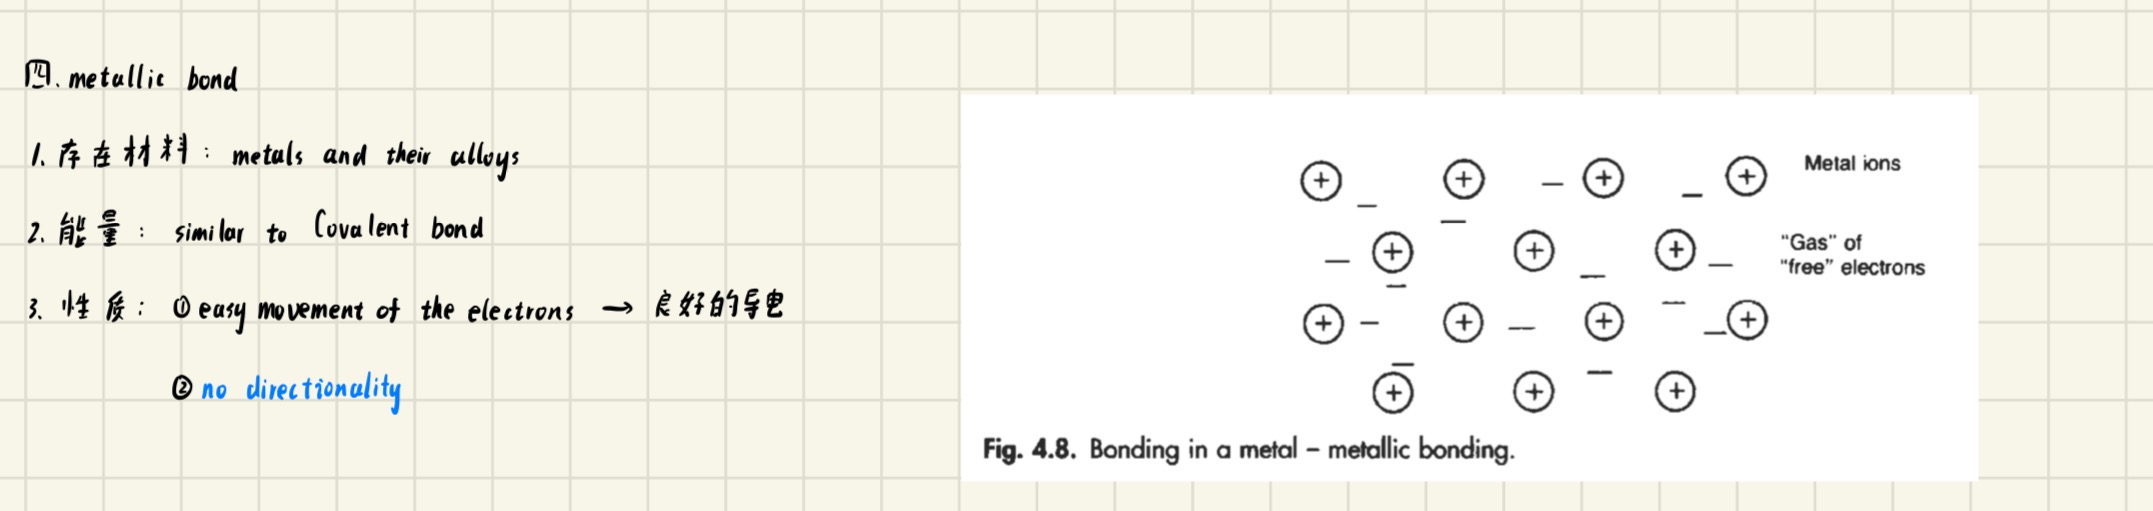 四. metallic bond
1. 存在材料: metals and their alloys
2. 能量: similar to Covalent bond
3. 性质: ① easy movement of the electrons → 良好的导电
② no directionality
+ − + − + − + Metal ions
− + − + − + − "Gas" of
"free" electrons
+ − + − + − − +
− + + − +
Fig. 4.8. Bonding in a metal – metallic bonding.